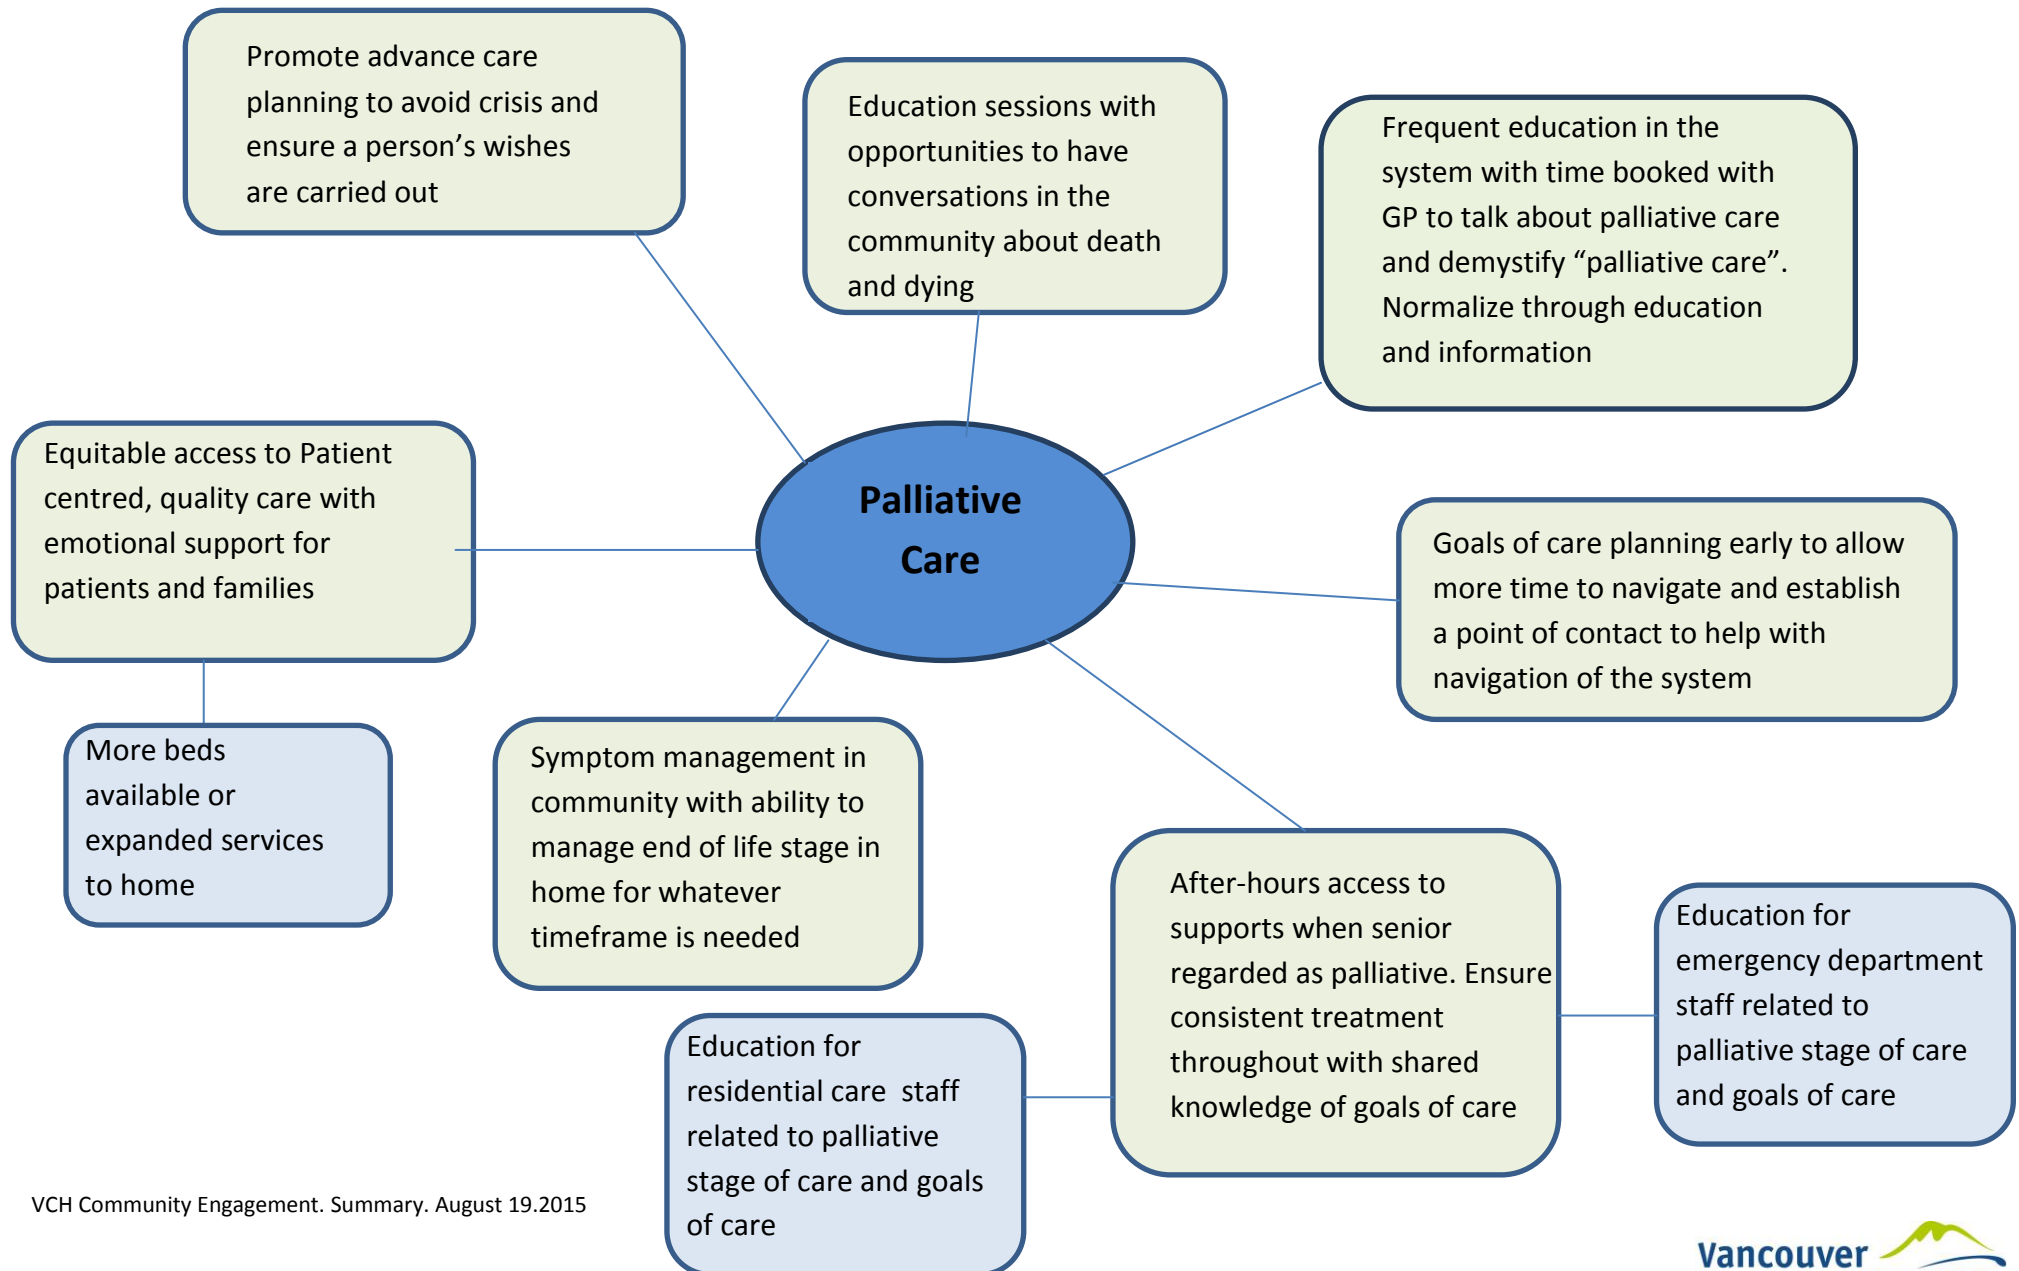 Promote advance care
planning to avoid crisis and
ensure a person’s wishes
are carried out
Education sessions with
opportunities to have
conversations in the
community about death
and dying
Frequent education in the
system with time booked with
GP to talk about palliative care
and demystify “palliative care”.
Normalize through education
and information
Equitable access to Patient
centred, quality care with
emotional support for
patients and families
Palliative
Care
Goals of care planning early to allow
more time to navigate and establish
a point of contact to help with
navigation of the system
More beds
available or
expanded services
to home
Symptom management in
community with ability to
manage end of life stage in
home for whatever
timeframe is needed
After-hours access to
supports when senior
regarded as palliative. Ensure
consistent treatment
throughout with shared
knowledge of goals of care
Education for
emergency department
staff related to
palliative stage of care
and goals of care
Education for
residential care  staff
related to palliative
stage of care and goals
of care
VCH Community Engagement. Summary. August 19.2015
Vancouver